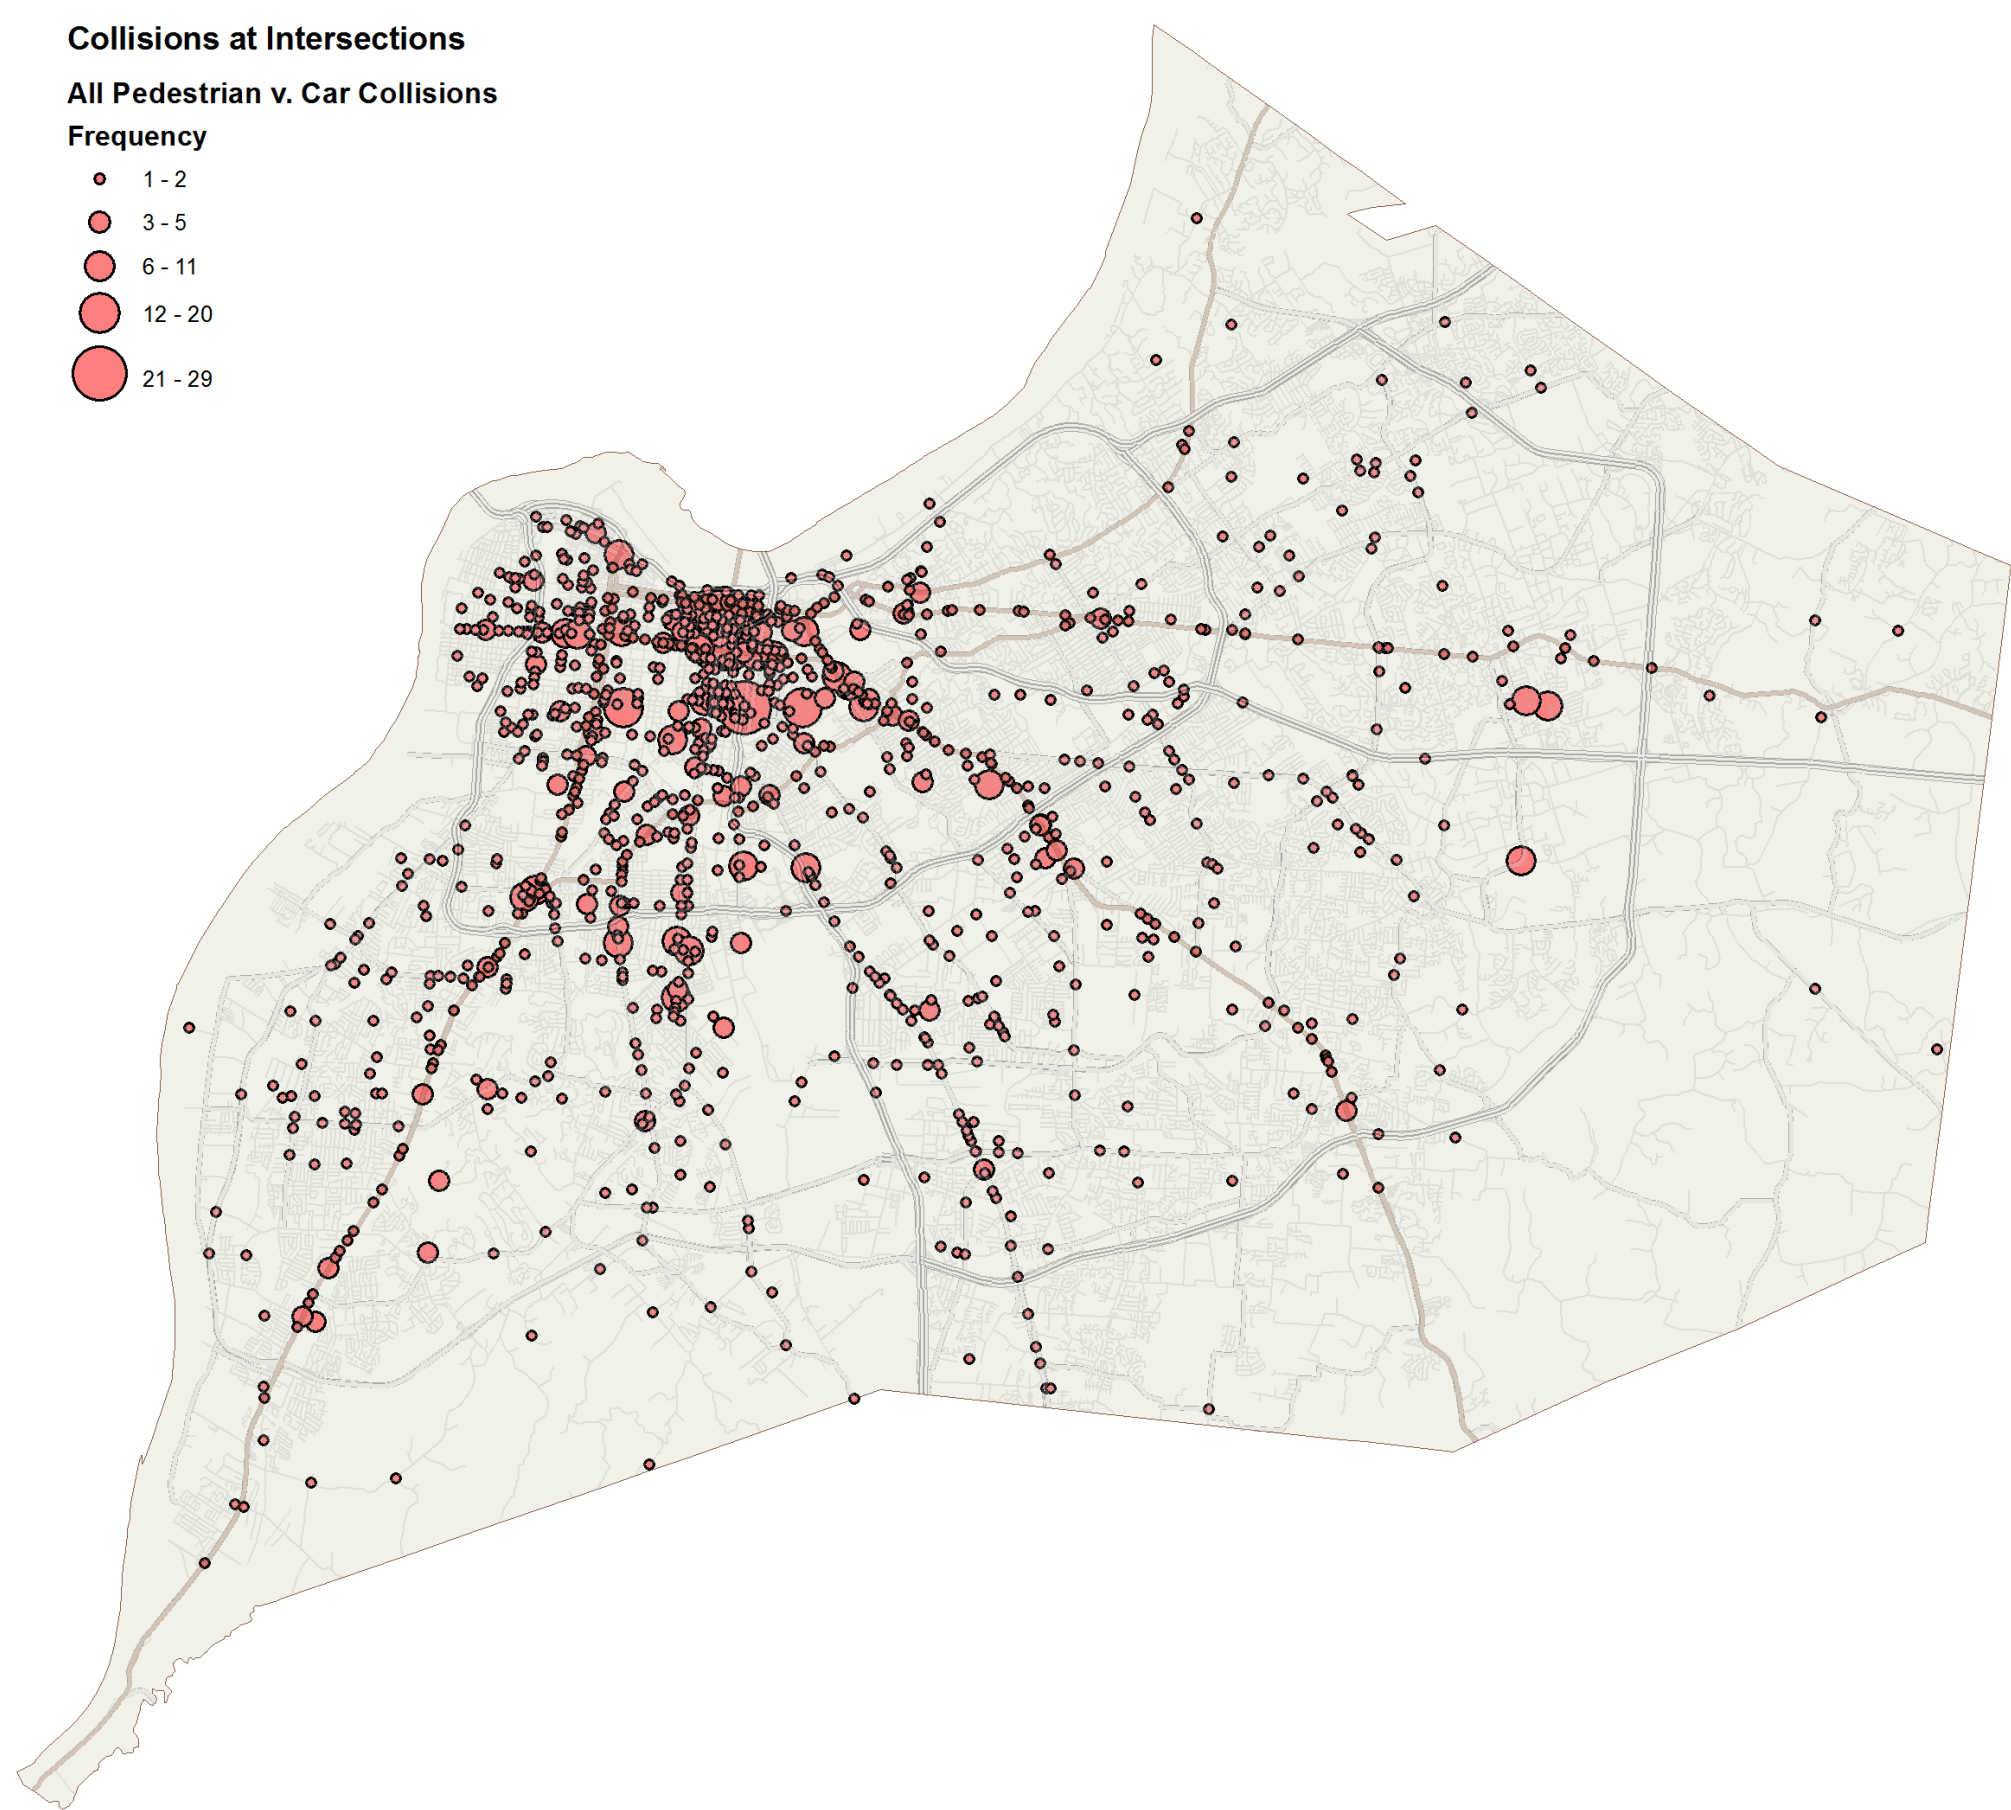 Collisions at Intersections
All Pedestrian v. Car Collisions
Frequency
1 - 2
3 - 5
6 - 11
12 - 20
21 - 29